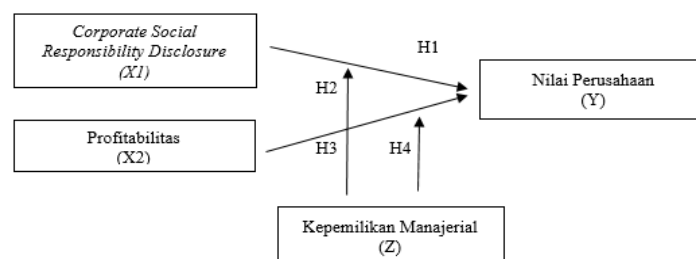 Corporate Social
Responsibility Disclosure
(X1)
H1
Nilai Perusahaan
(Y)
H2
Profitabilitas
(X2)
H3
H4
Kepemilikan Manajerial
(Z)